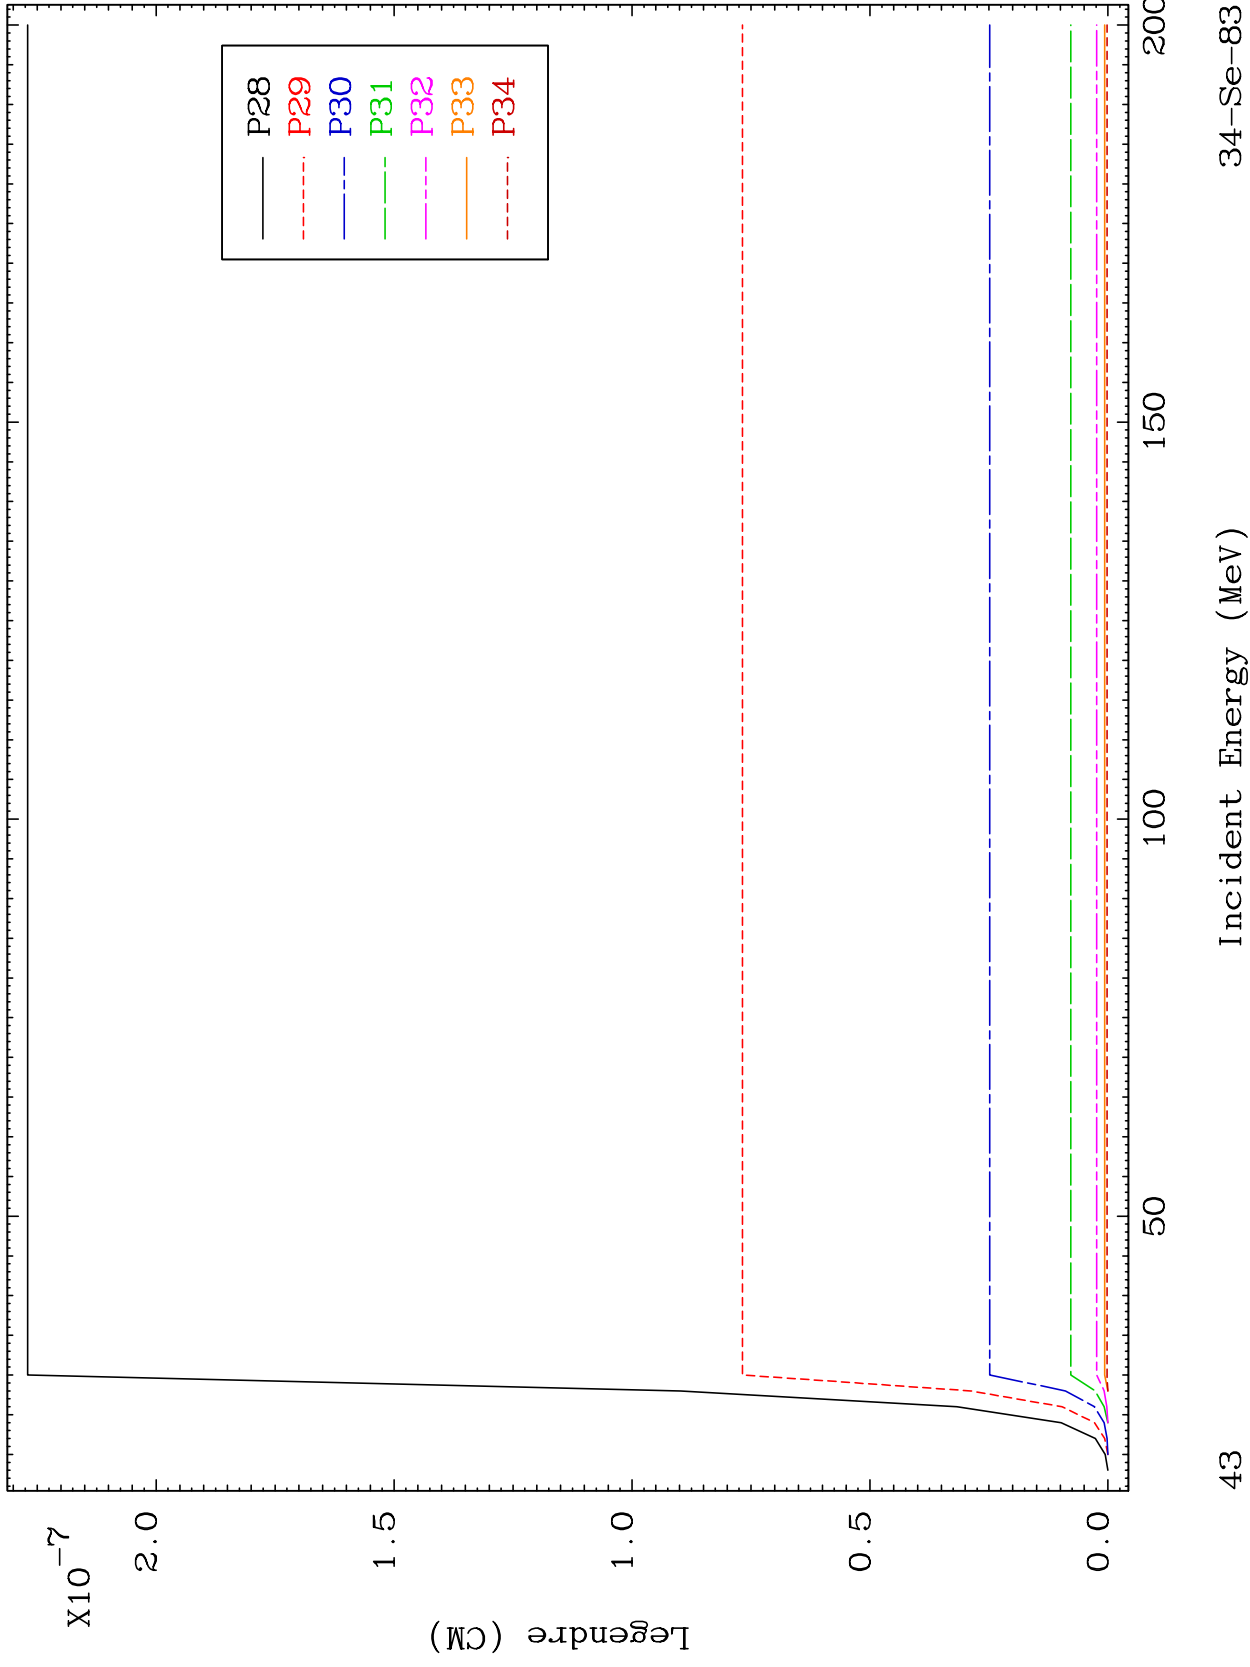 X10-7
2.0
1.5
1.0
0.5
0.0
Legendre (CM)
P28
P29
P30
P31
P32
P33
P34
50
100
150
200
Incident Energy (MeV)
43
34-Se-83